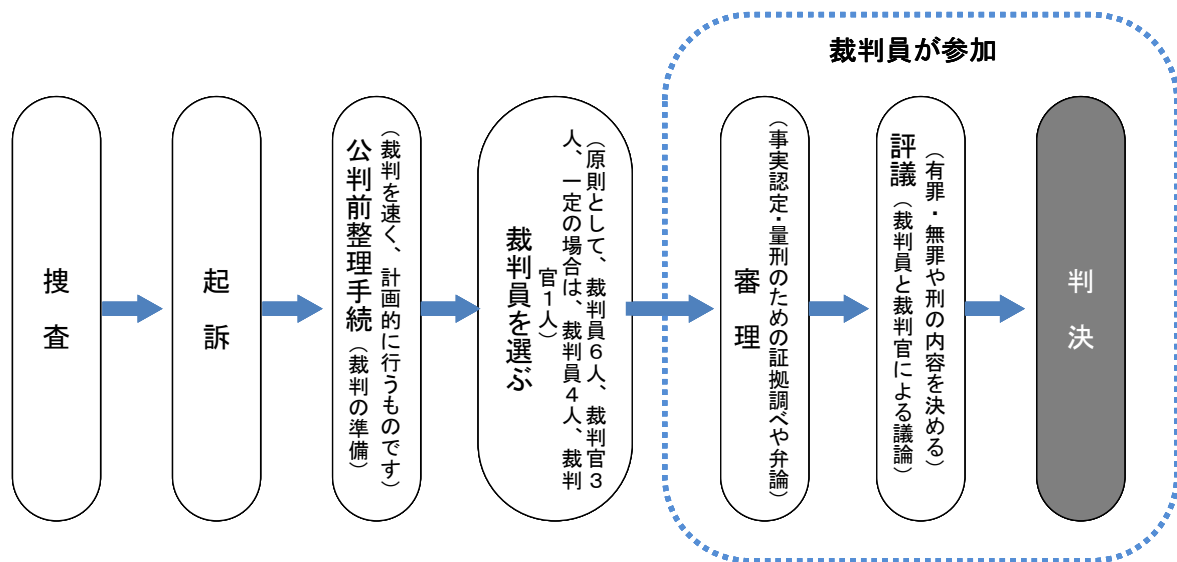 裁判員が参加
捜査
起訴
公判前整理手続（裁判の準備）
（裁判を速く、計画的に行うものです）
裁判員を選ぶ
（原則として、裁判員６人、裁判官３
人、一定の場合は、裁判員４人、裁判
官１人）
審理
（事実認定・量刑のための証拠調べや弁論）
評議（裁判員と裁判官による議論）
（有罪・無罪や刑の内容を決める）
判決